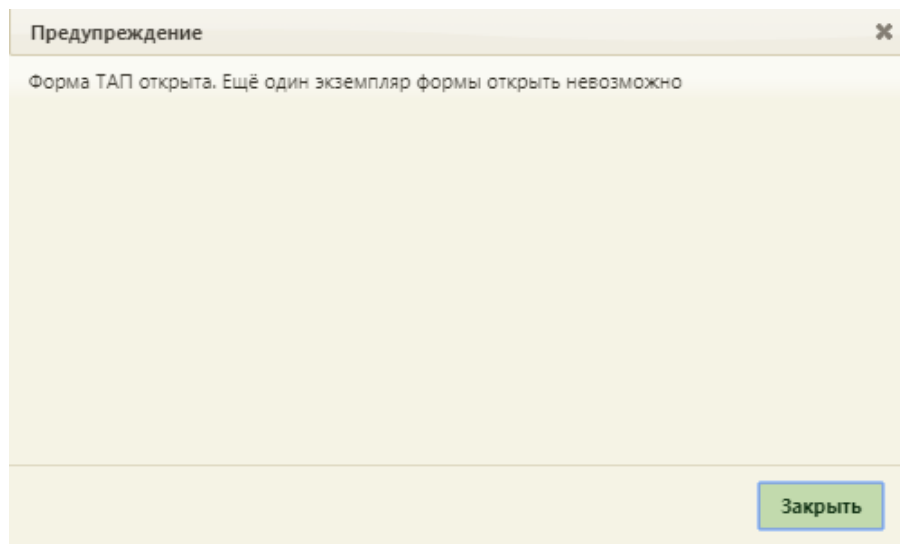 Предупреждение
Форма ТАП открыта. Ещё один экземпляр формы открыть невозможно
Закрыть